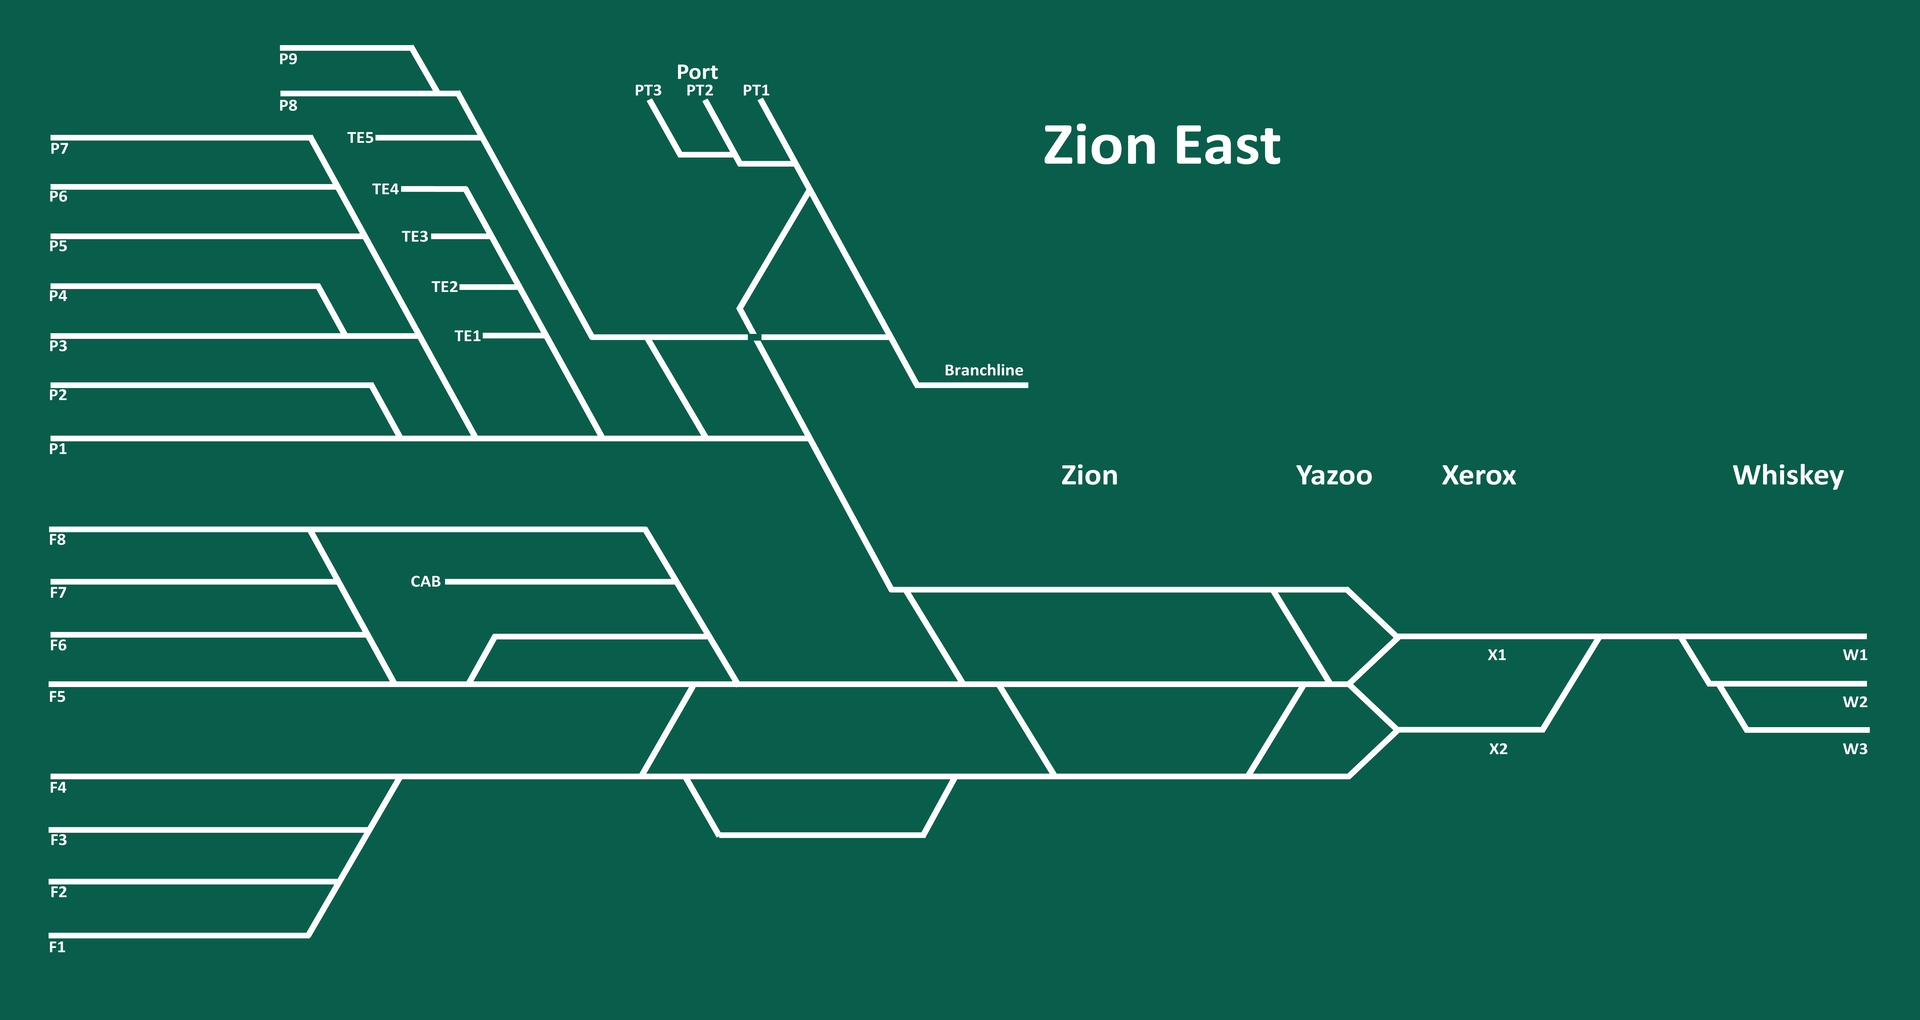 Zion East
P9
Port
PT3 PT2 PT1
P8
TE5
P7
TE4
P6
TE3
P5
TE2
P4
TE1
P3
Branchline
P2
P1
Zion Yazoo Xerox Whiskey
F8
CAB
F7
F6
X1 W1
F5
W2
X2 W3
F4
F3
F2
F1